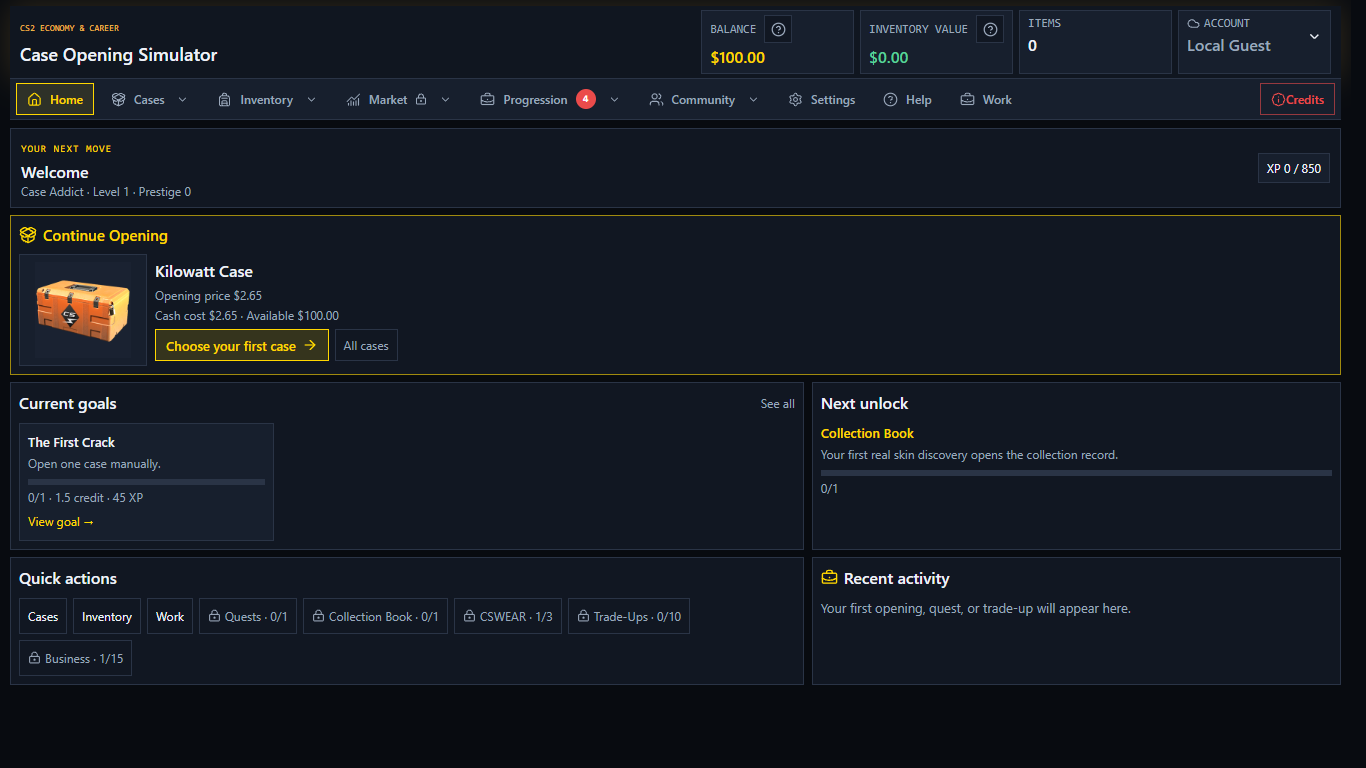 CS2 ECONOMY & CAREER
Case Opening Simulator
BALANCE
$100.00
INVENTORY VALUE
$0.00
ITEMS
0
ACCOUNT
Local Guest
Home
Cases
Inventory
Market
Progression 4
Community
Settings
Help
Work
Credits
YOUR NEXT MOVE
Welcome
Case Addict · Level 1 · Prestige 0
XP 0 / 850
Continue Opening
CS
Kilowatt Case
Opening price $2.65
Cash cost $2.65 · Available $100.00
Choose your first case →
All cases
Current goals
See all
The First Crack
Open one case manually.
0/1 · 1.5 credit · 45 XP
View goal →
Next unlock
Collection Book
Your first real skin discovery opens the collection record.
0/1
Quick actions
Cases
Inventory
Work
Quests · 0/1
Collection Book · 0/1
CSWEAR · 1/3
Trade-Ups · 0/10
Business · 1/15
Recent activity
Your first opening, quest, or trade-up will appear here.